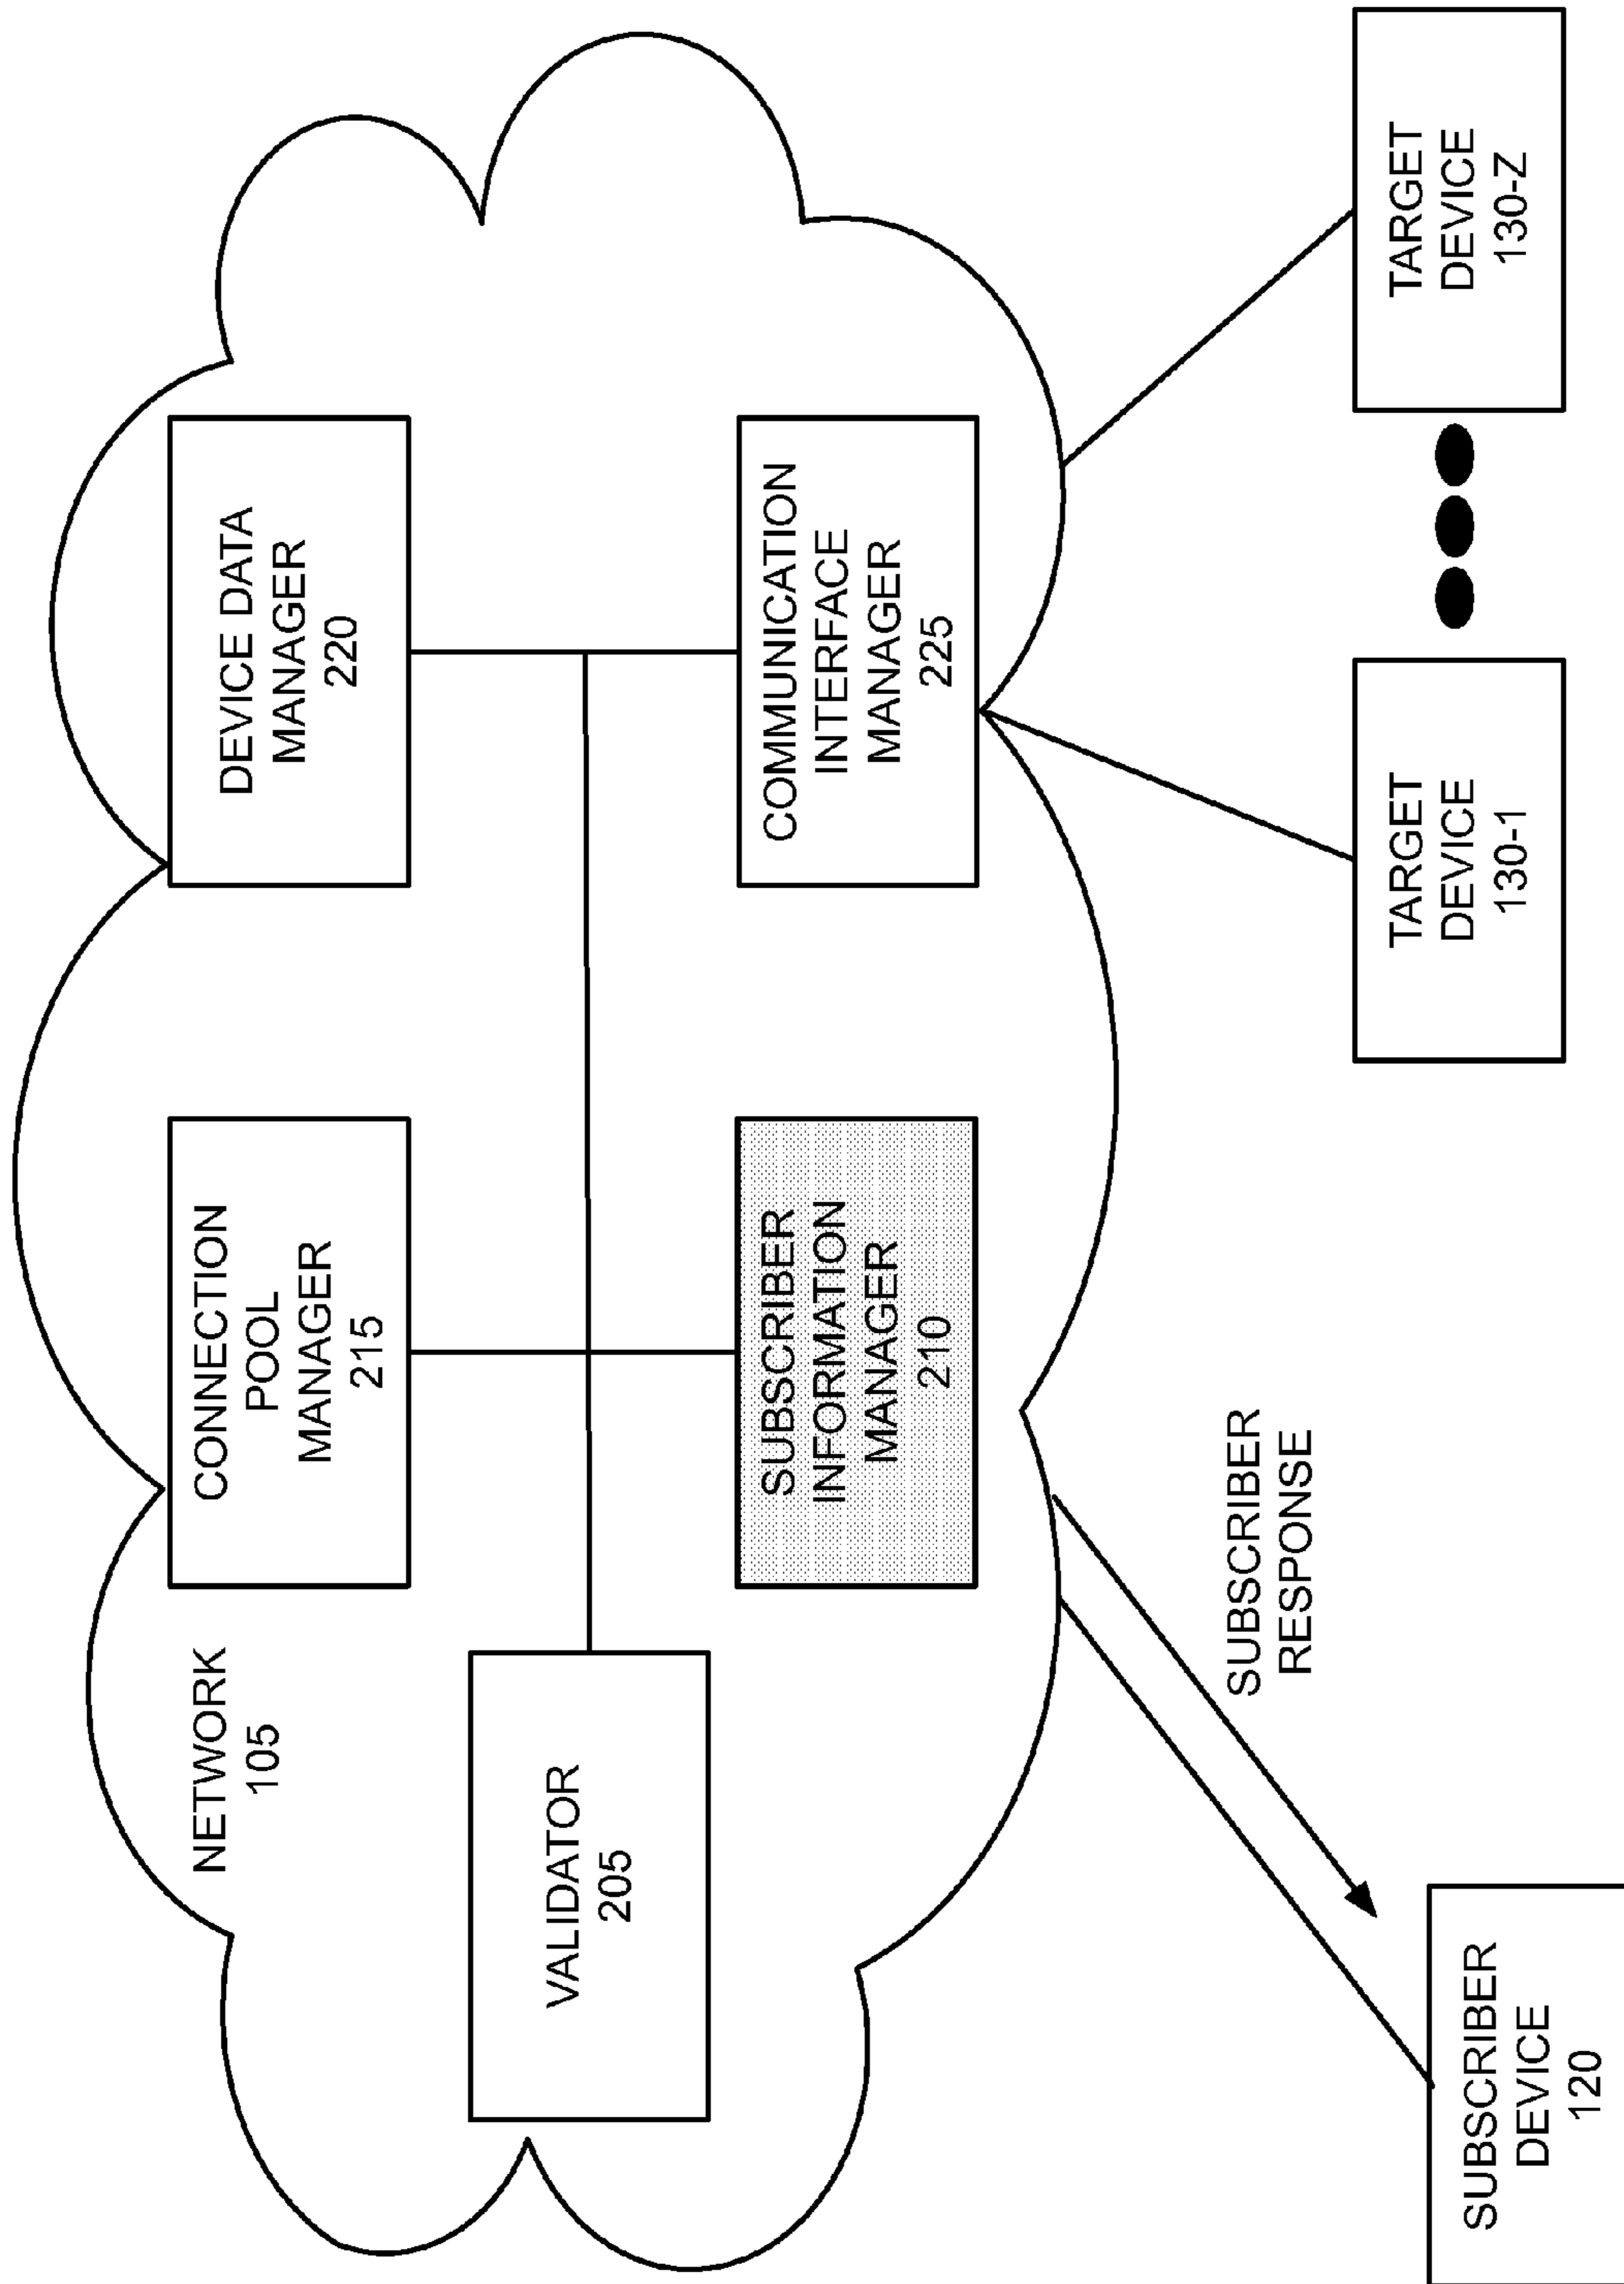 NETWORK
105
CONNECTION
POOL
MANAGER
215
DEVICE DATA
MANAGER
220
VALIDATOR
205
SUBSCRIBER
INFORMATION
MANAGER
210
COMMUNICATION
INTERFACE
MANAGER
225
SUBSCRIBER
RESPONSE
SUBSCRIBER
DEVICE
120
TARGET
DEVICE
130-1
TARGET
DEVICE
130-Z